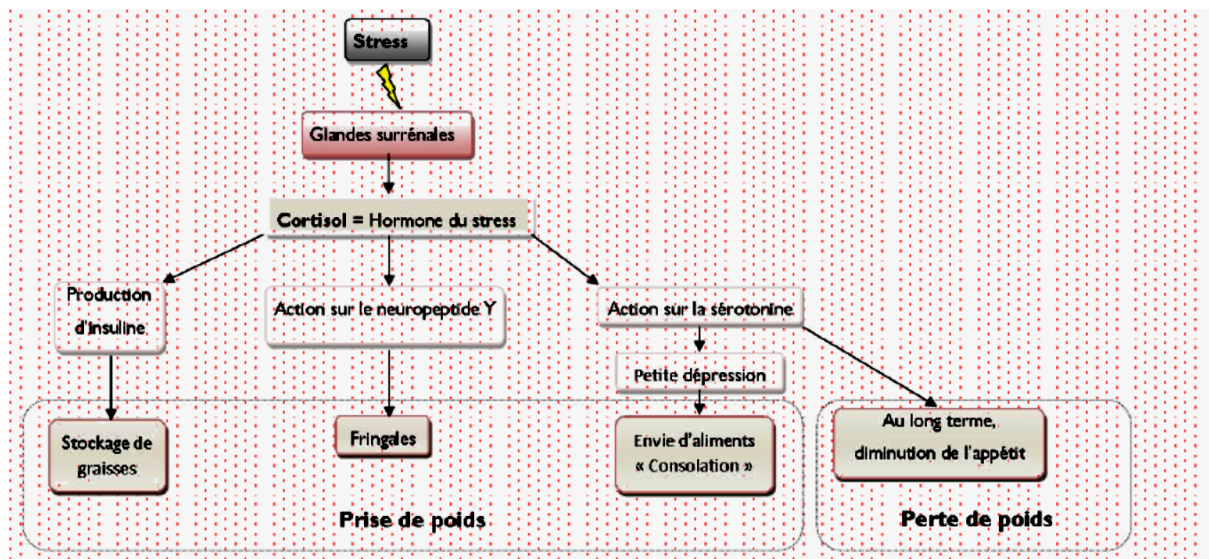 Stress
Glandes surrénales
Cortisol = Hormone du stress
Production
d'insuline
Action sur le neuropeptide Y
Action sur la sérotonine
Petite dépression
Stockage de
graisses
Fringales
Envie d'aliments
« Consolation »
Au long terme,
diminution de l'appétit
Prise de poids
Perte de poids